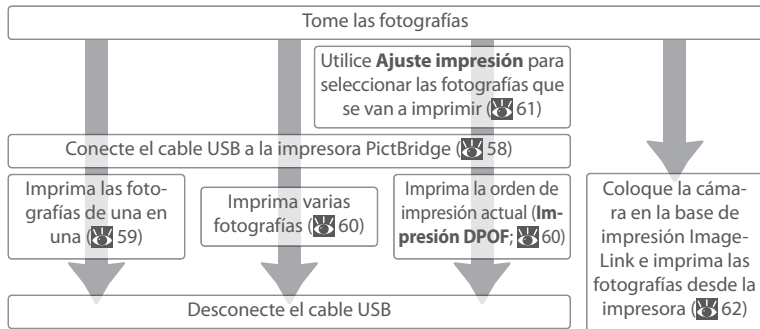 Tome las fotografías
Utilice Ajuste impresión para
seleccionar las fotografías que
se van a imprimir (61)
Conecte el cable USB a la impresora PictBridge (58)
Imprima las foto-
grafías de una en
una (59)
Imprima varias
fotografías (60)
Imprima la orden de
impresión actual (Im-
presión DPOF; 60)
Coloque la cáma-
ra en la base de
impresión Image-
Link e imprima las
fotografías desde la
impresora (62)
Desconecte el cable USB